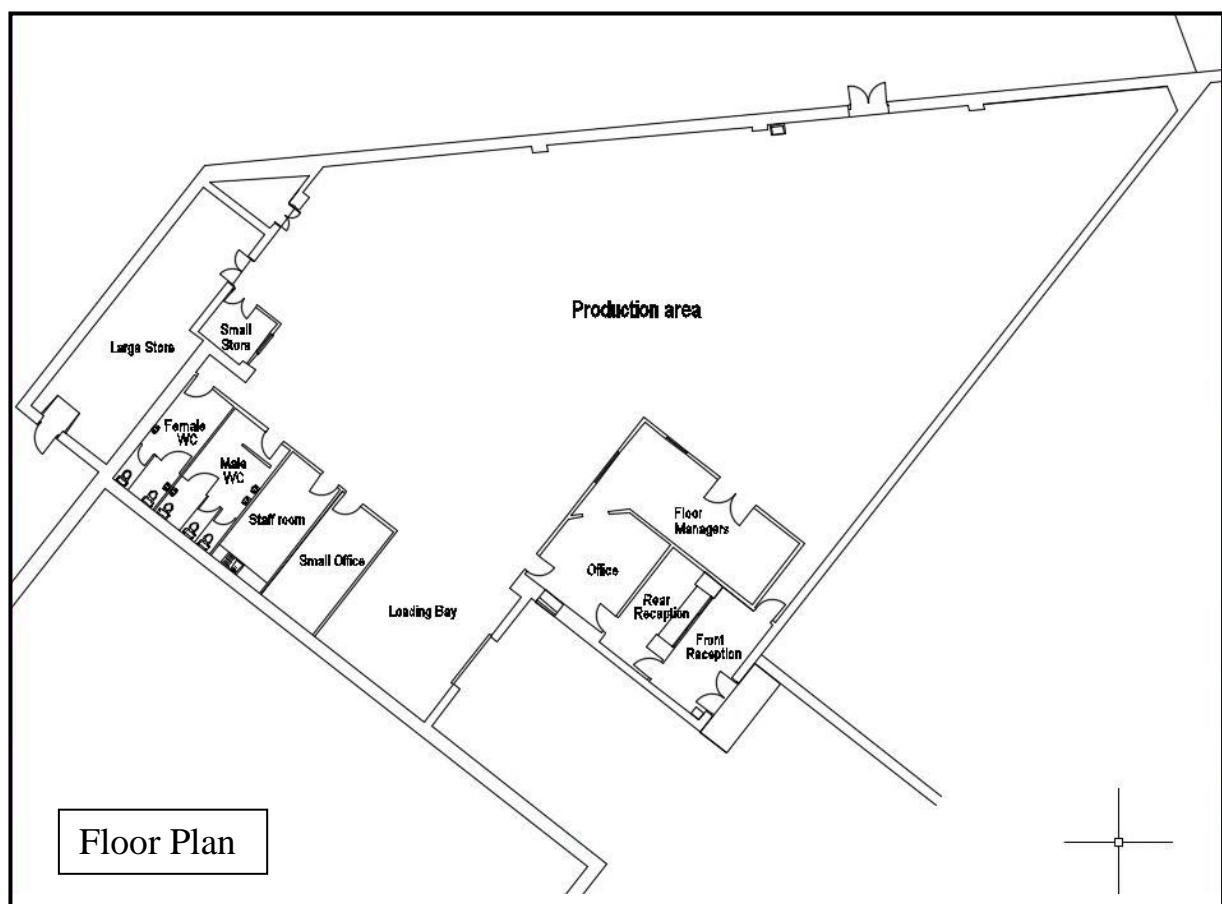 Production area
Small
Store
Large Store
Female
WC
Male
WC
Staff room
Small Office
Loading Bay
Floor
Managers
Office
Rear
Reception
Front
Reception
Floor Plan